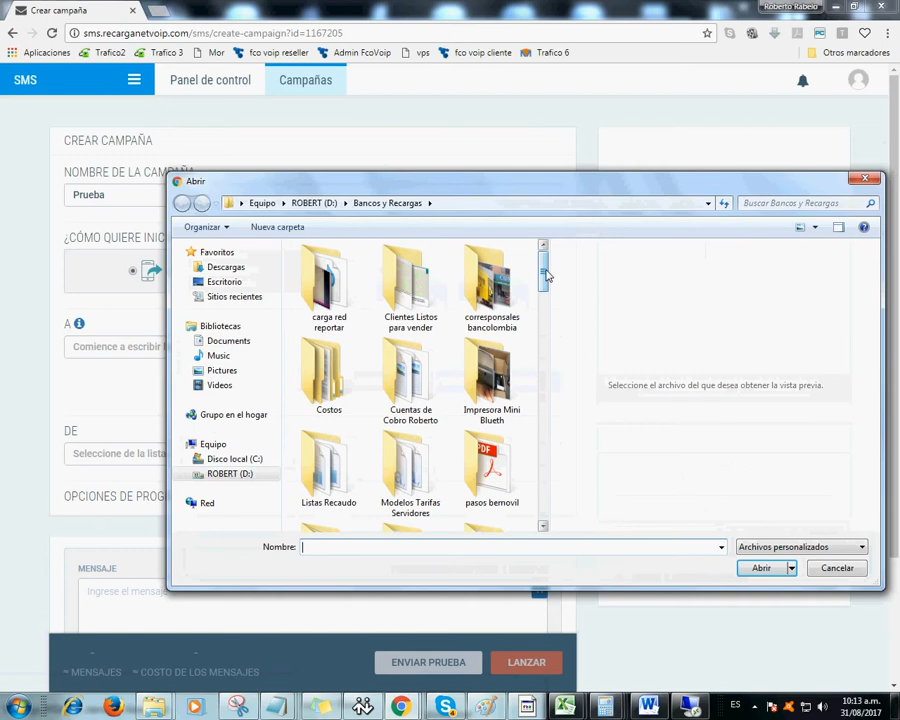 Crear campaña
Roberto Rabelo
sms.recarganetvoip.com/sms/create-campaign?id=1167205
Aplicaciones Trafico2 Trafico 3 Mor fco voip reseller Admin FcoVoip vps fco voip cliente Trafico 6 Otros marcadores
SMS Panel de control Campañas
CREAR CAMPAÑA
NOMBRE DE LA CAMPAÑA
Prueba
¿CÓMO QUIERE INIC
A
Comience a escribir l
DE
Seleccione de la lista
OPCIONES DE PROG
MENSAJE
Ingrese el mensaje
Abrir
Equipo ROBERT (D:) Bancos y Recargas
Buscar Bancos y Recargas
Organizar Nueva carpeta
Favoritos
Descargas
Escritorio
Sitios recientes
Bibliotecas
Documents
Music
Pictures
Videos
Grupo en el hogar
Equipo
Disco local (C:)
ROBERT (D:)
Red
carga red
reportar
Clientes Listos
para vender
corresponsales
bancolombia
Costos
Cuentas de
Cobro Roberto
Impresora Mini
Blueth
Listas Recaudo
Modelos Tarifas
Servidores
PDF
pasos bernovil
Seleccione el archivo del que desea obtener la vista previa.
Nombre:
Archivos personalizados
Abrir Cancelar
- -
~ MENSAJES ~ COSTO DE LOS MENSAJES
ENVIAR PRUEBA LANZAR
ES
10:13 a.m.
31/08/2017